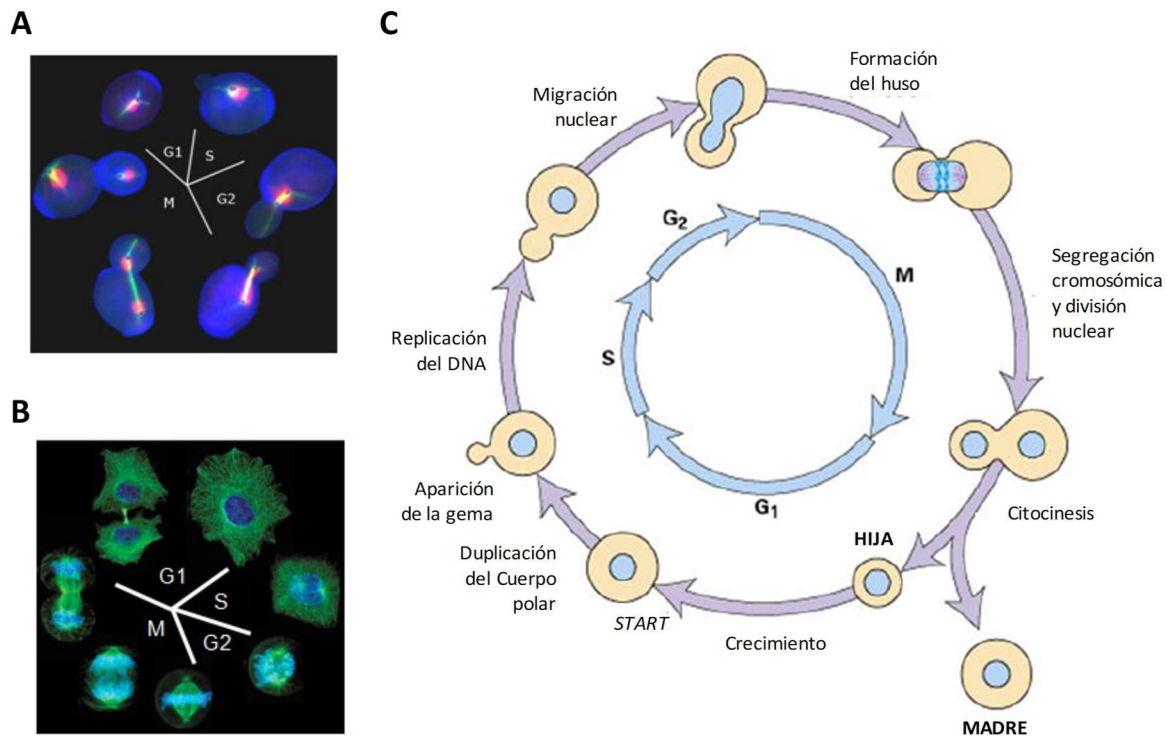 A
G1
S
G2
M
B
G1
S
G2
M
C
Migración
nuclear
Formación
del huso
Segregación
cromosómica
y división
nuclear
Citocinesis
HIJA
MADRE
Crecimiento
START
Duplicación
del Cuerpo
polar
Aparición
de la gema
Replicación
del DNA
G₂
M
S
G₁